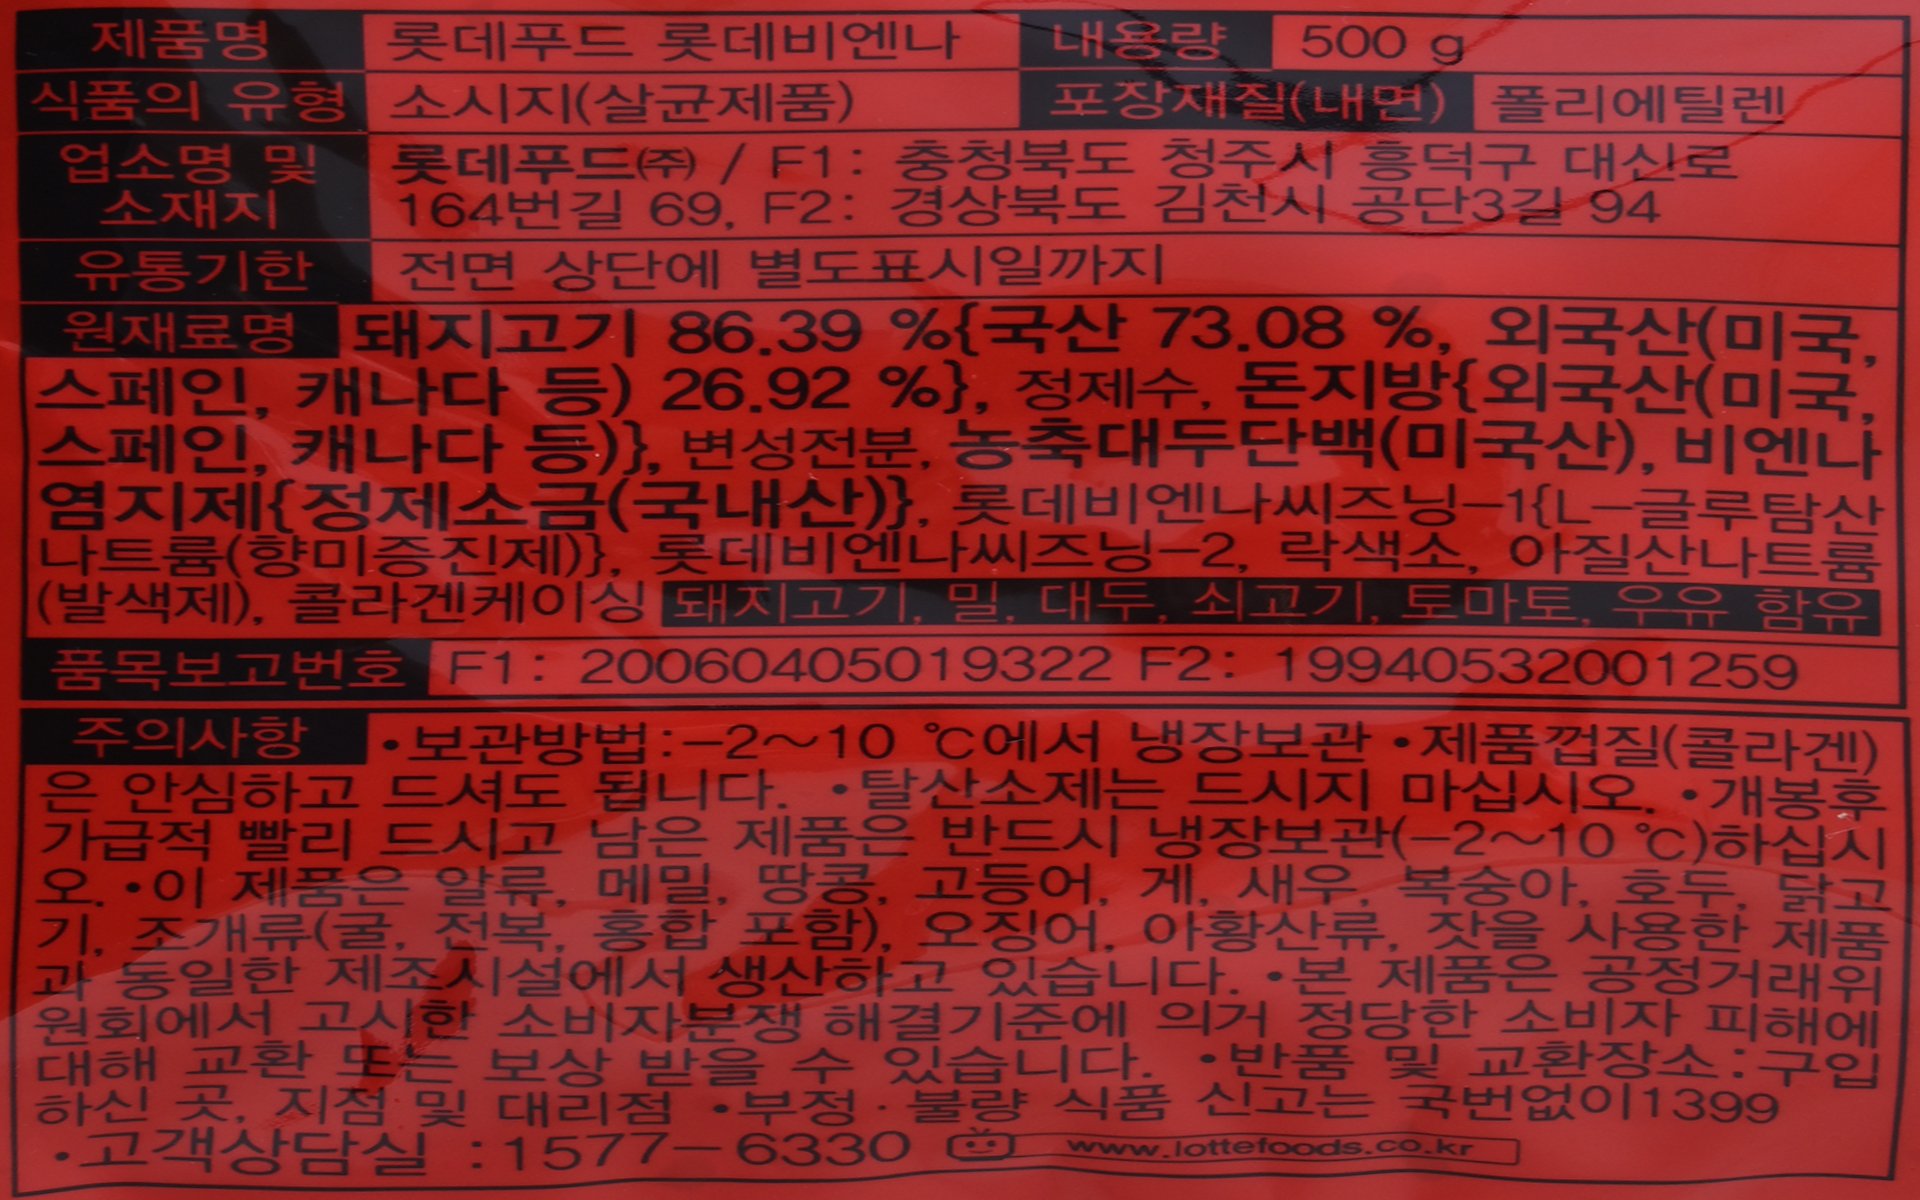 제품명 롯데푸드 롯데비엔나 내용량 500 g
식품의 유형 소시지(살균제품) 포장재질(내면) 폴리에틸렌
업소명 및 소재지 롯데푸드㈜ / F1: 충청북도 청주시 흥덕구 대신로
164번길 69, F2: 경상북도 김천시 공단3길 94
유통기한 전면 상단에 별도표시일까지
원재료명 돼지고기 86.39 %{국산 73.08 %, 외국산(미국,
스페인, 캐나다 등) 26.92 %}, 정제수, 돈지방{외국산(미국,
스페인, 캐나다 등)}, 변성전분, 농축대두단백(미국산), 비엔나
염지제{정제소금(국내산)}, 롯데비엔나씨즈닝-1{L-글루탐산
나트륨(향미증진제)}, 롯데비엔나씨즈닝-2, 락색소, 아질산나트륨
(발색제), 콜라겐케이싱 돼지고기, 밀, 대두, 쇠고기, 토마토, 우유 함유
품목보고번호 F1: 20060405019322 F2: 19940532001259
주의사항 •보관방법:-2~10 ℃에서 냉장보관 •제품껍질(콜라겐)
은 안심하고 드셔도 됩니다. •탈산소제는 드시지 마십시오. •개봉후
가급적 빨리 드시고 남은 제품은 반드시 냉장보관(-2~10 ℃)하십시
오. •이 제품은 알류, 메밀, 땅콩, 고등어, 게, 새우, 복숭아, 호두, 닭고
기, 조개류(굴, 전복, 홍합 포함), 오징어, 아황산류, 잣을 사용한 제품
과 동일한 제조시설에서 생산하고 있습니다. •본 제품은 공정거래위
원회에서 고시한 소비자분쟁 해결기준에 의거 정당한 소비자 피해에
대해 교환 또는 보상 받을 수 있습니다. •반품 및 교환장소:구입
하신 곳, 지점 및 대리점 •부정·불량 식품 신고는 국번없이1399
•고객상담실 :1577-6330 www.lottefoods.co.kr